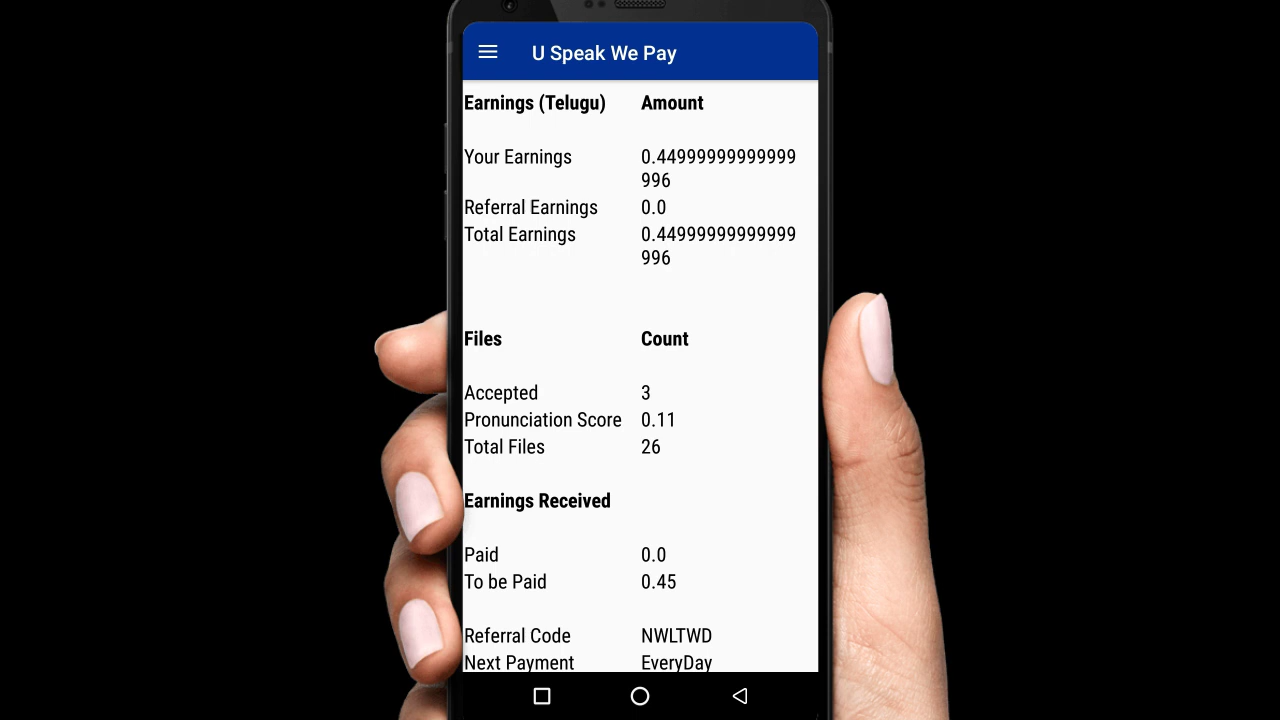 U Speak We Pay
Earnings (Telugu) Amount
Your Earnings 0.44999999999999
996
Referral Earnings 0.0
Total Earnings 0.44999999999999
996
Files Count
Accepted 3
Pronunciation Score 0.11
Total Files 26
Earnings Received
Paid 0.0
To be Paid 0.45
Referral Code NWLTWD
Next Payment EveryDay